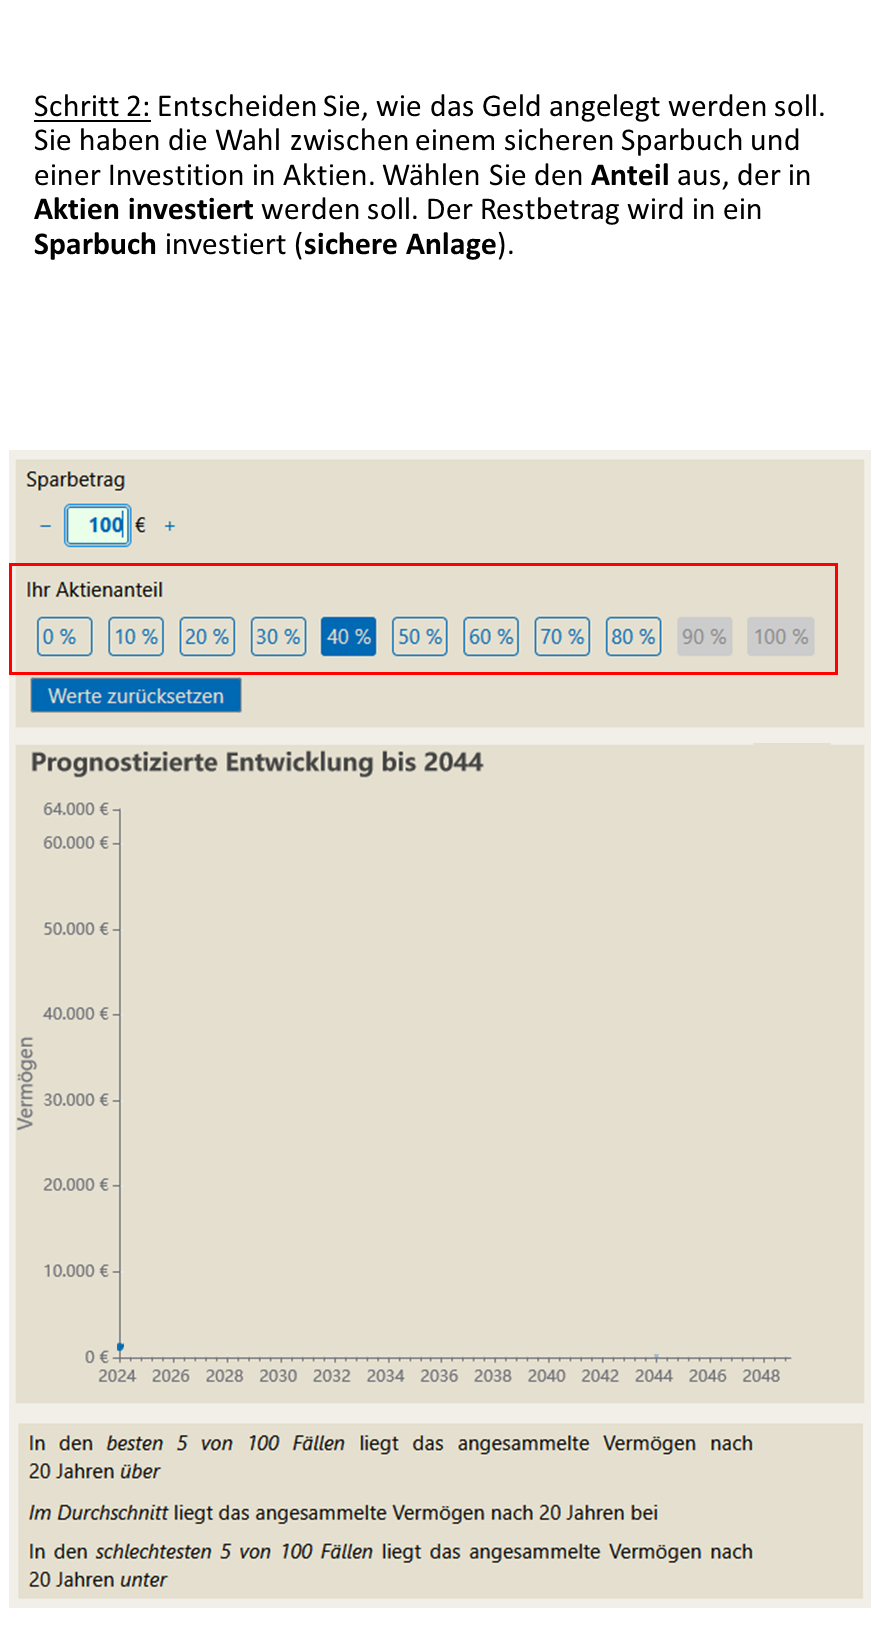 Schritt 2: Entscheiden Sie, wie das Geld angelegt werden soll.
Sie haben die Wahl zwischen einem sicheren Sparbuch und
einer Investition in Aktien. Wählen Sie den Anteil aus, der in
Aktien investiert werden soll. Der Restbetrag wird in ein
Sparbuch investiert (sichere Anlage).
Sparbetrag
– 100 € +
Ihr Aktienanteil
0 % 10 % 20 % 30 % 40 % 50 % 60 % 70 % 80 % 90 % 100 %
Werte zurücksetzen
Prognostizierte Entwicklung bis 2044
64.000 €
60.000 €
50.000 €
40.000 €
Vermögen
30.000 €
20.000 €
10.000 €
0 €
2024 2026 2028 2030 2032 2034 2036 2038 2040 2042 2044 2046 2048
In den besten 5 von 100 Fällen liegt das angesammelte Vermögen nach
20 Jahren über
Im Durchschnitt liegt das angesammelte Vermögen nach 20 Jahren bei
In den schlechtesten 5 von 100 Fällen liegt das angesammelte Vermögen nach
20 Jahren unter